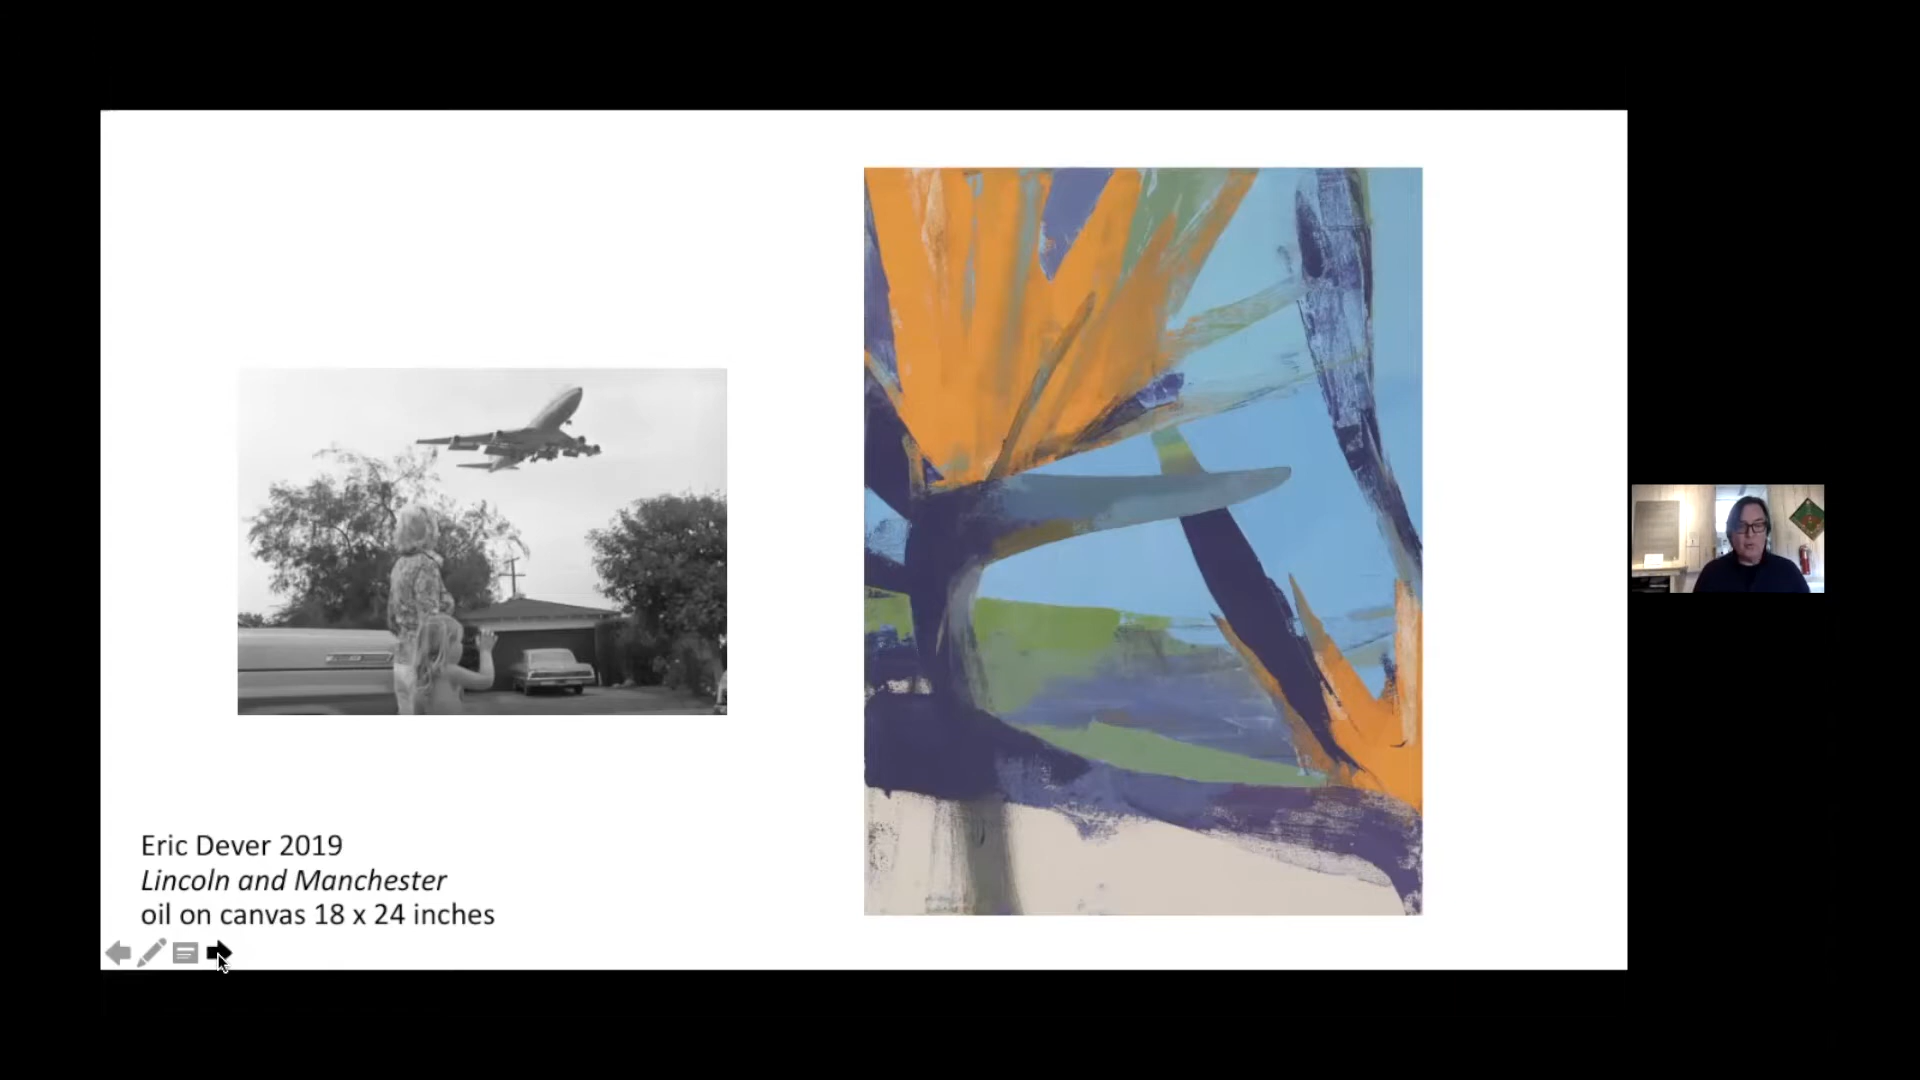 Eric Dever 2019
Lincoln and Manchester
oil on canvas 18 x 24 inches